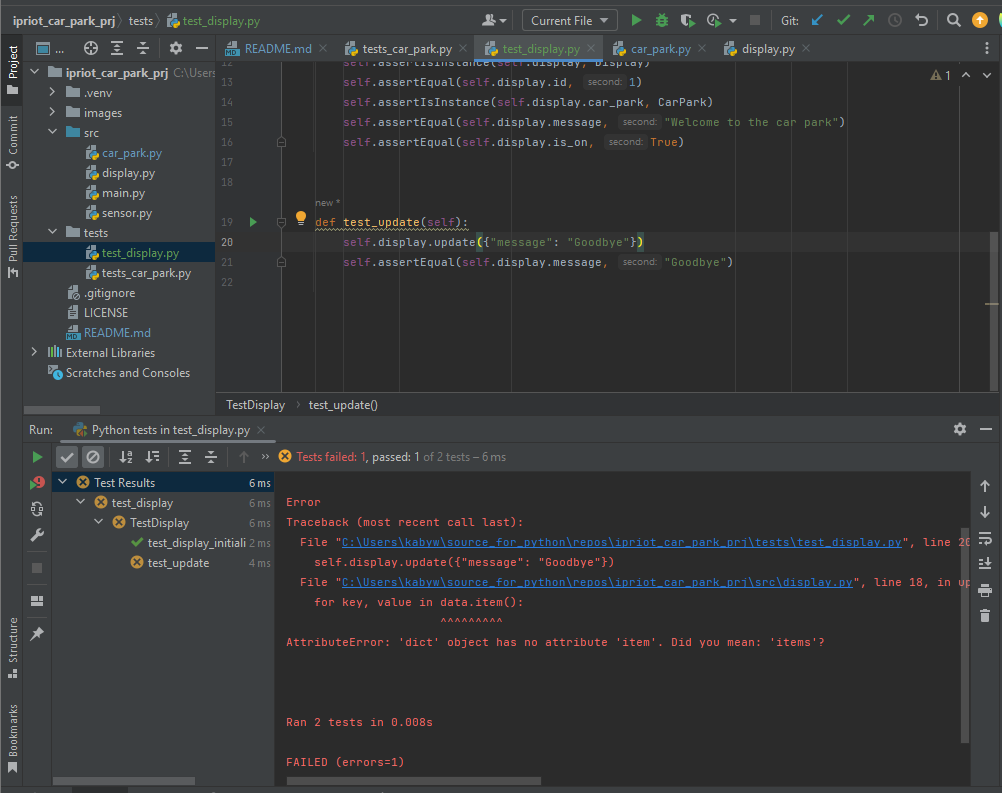 ipriot_car_park_prj
tests
test_display.py
Current File
Git:
Project
Commit
Pull Requests
Structure
Bookmarks
...
README.md
tests_car_park.py
test_display.py
car_park.py
display.py
ipriot_car_park_prj C:\Users
.venv
images
src
car_park.py
display.py
main.py
sensor.py
tests
test_display.py
tests_car_park.py
.gitignore
LICENSE
README.md
External Libraries
Scratches and Consoles
1
12 self.assertIsInstance(self.display, Display)
13 self.assertEqual(self.display.id, second: 1)
14 self.assertIsInstance(self.display.car_park, CarPark)
15 self.assertEqual(self.display.message, second: "Welcome to the car park")
16 self.assertEqual(self.display.is_on, second: True)
17
18
new *
19 def test_update(self):
20 self.display.update({"message": "Goodbye"})
21 self.assertEqual(self.display.message, second: "Goodbye")
22
TestDisplay
test_update()
Run:
Python tests in test_display.py
Tests failed: 1, passed: 1 of 2 tests – 6 ms
Test Results 6 ms
test_display 6 ms
TestDisplay 6 ms
test_display_initiali 2 ms
test_update 4 ms
Error
Traceback (most recent call last):
File "C:\Users\kabyw\source_for_python\repos\ipriot_car_park_prj\tests\test_display.py", line 20
self.display.update({"message": "Goodbye"})
File "C:\Users\kabyw\source_for_python\repos\ipriot_car_park_prj\src\display.py", line 18, in up
for key, value in data.item():
^^^^^^^^^
AttributeError: 'dict' object has no attribute 'item'. Did you mean: 'items'?
Ran 2 tests in 0.008s
FAILED (errors=1)